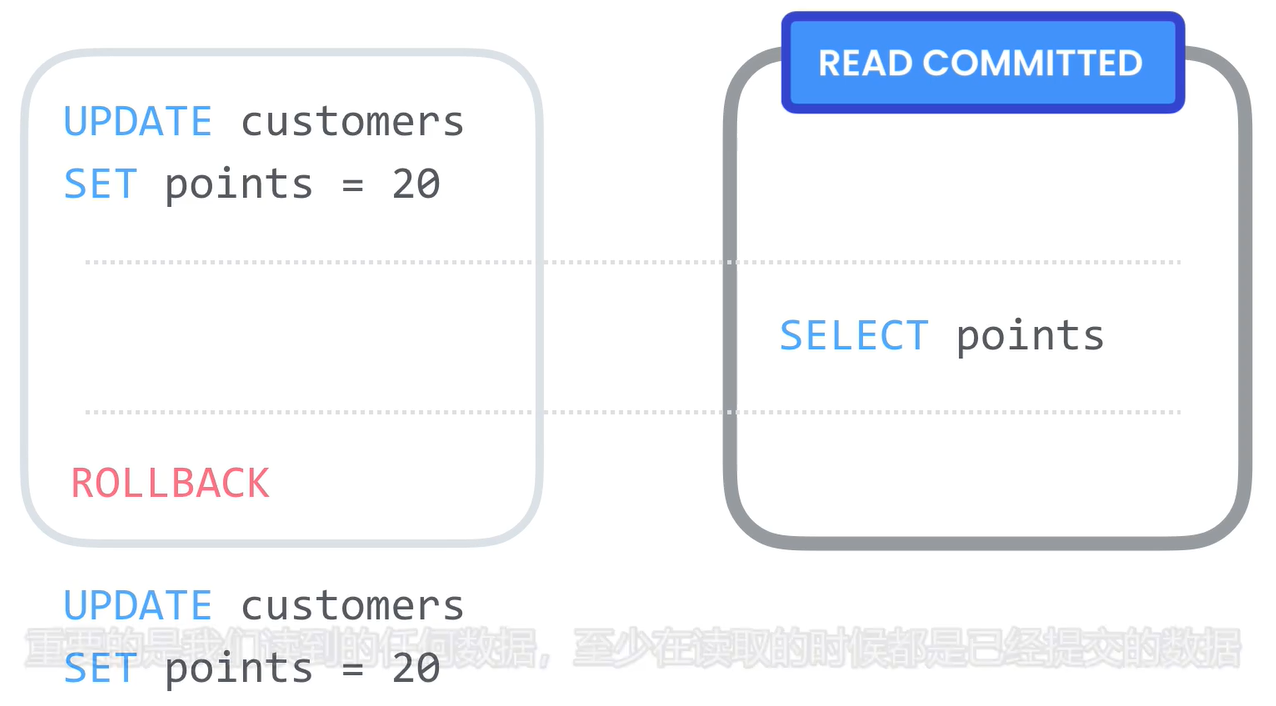 READ COMMITTED
UPDATE customers
SET points = 20
SELECT points
ROLLBACK
UPDATE customers
重要的是我们读到的任何数据，至少在读取的时候都是已经提交的数据
SET points = 20